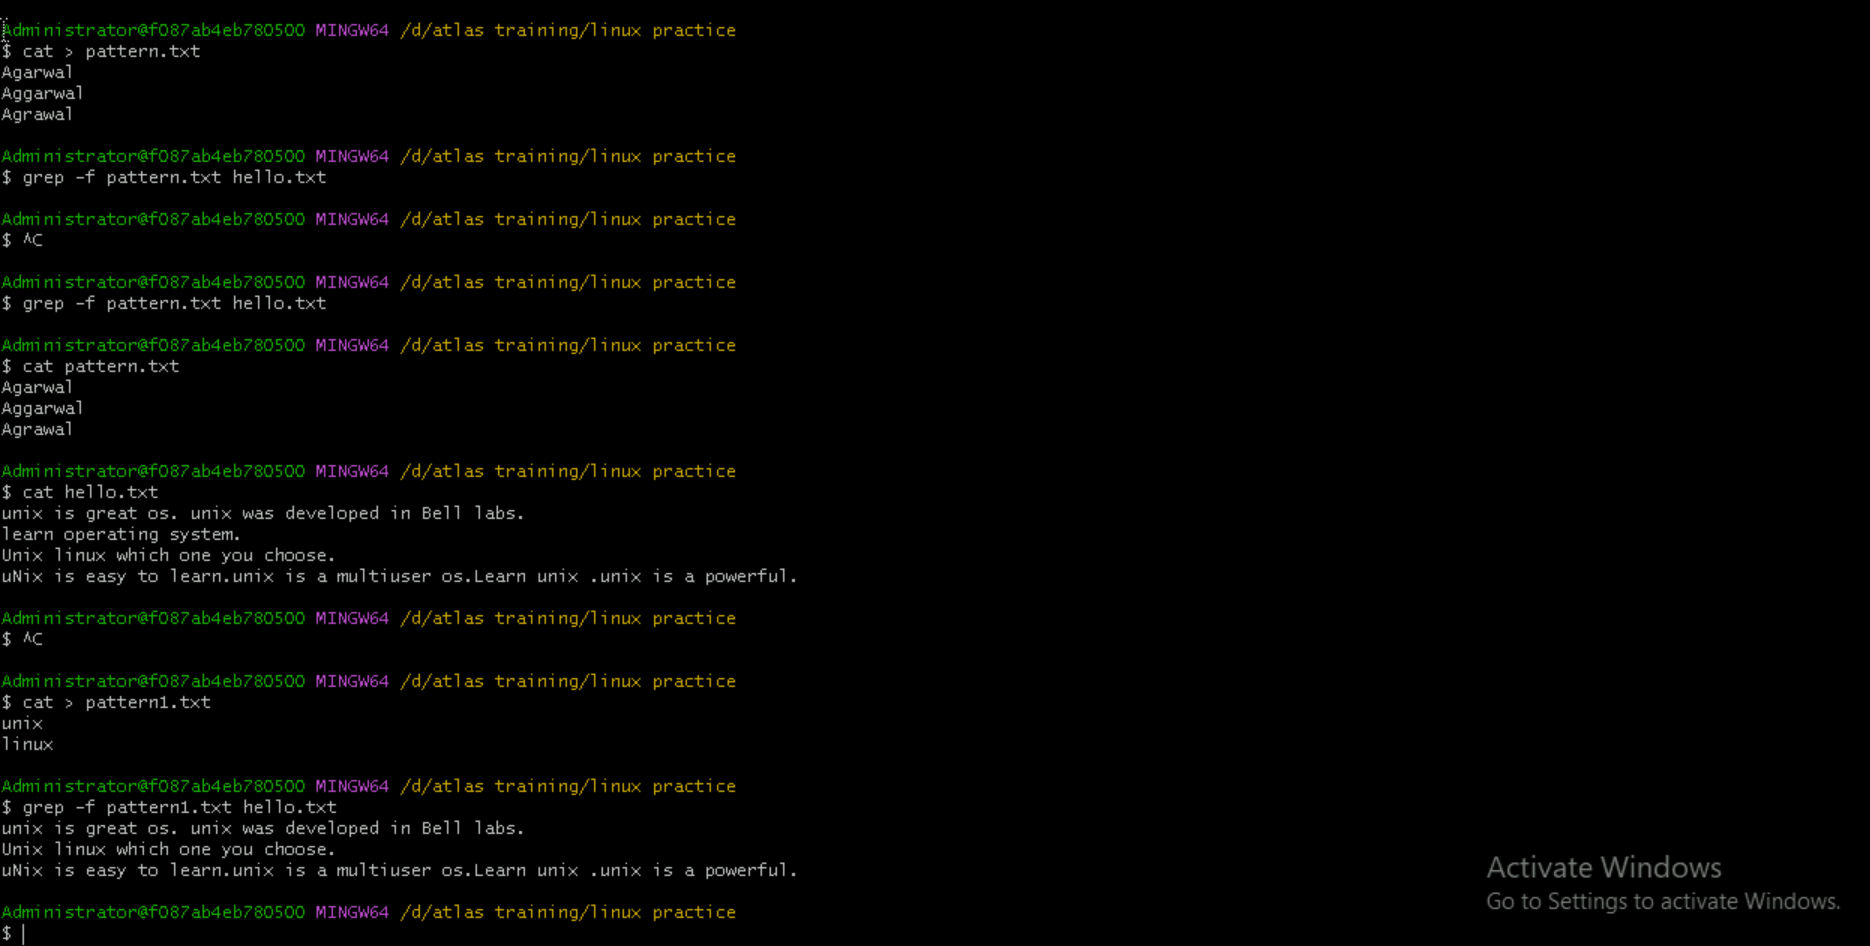 Administrator@f087ab4eb780500 MINGW64 /d/atlas training/linux practice
$ cat > pattern.txt
Agarwal
Aggarwal
Agrawal
Administrator@f087ab4eb780500 MINGW64 /d/atlas training/linux practice
$ grep -f pattern.txt hello.txt
Administrator@f087ab4eb780500 MINGW64 /d/atlas training/linux practice
$ ^C
Administrator@f087ab4eb780500 MINGW64 /d/atlas training/linux practice
$ grep -f pattern.txt hello.txt
Administrator@f087ab4eb780500 MINGW64 /d/atlas training/linux practice
$ cat pattern.txt
Agarwal
Aggarwal
Agrawal
Administrator@f087ab4eb780500 MINGW64 /d/atlas training/linux practice
$ cat hello.txt
unix is great os. unix was developed in Bell labs.
learn operating system.
Unix linux which one you choose.
uNix is easy to learn.unix is a multiuser os.Learn unix .unix is a powerful.
Administrator@f087ab4eb780500 MINGW64 /d/atlas training/linux practice
$ ^C
Administrator@f087ab4eb780500 MINGW64 /d/atlas training/linux practice
$ cat > pattern1.txt
unix
linux
Administrator@f087ab4eb780500 MINGW64 /d/atlas training/linux practice
$ grep -f pattern1.txt hello.txt
unix is great os. unix was developed in Bell labs.
Unix linux which one you choose.
uNix is easy to learn.unix is a multiuser os.Learn unix .unix is a powerful.
Administrator@f087ab4eb780500 MINGW64 /d/atlas training/linux practice
$
Activate Windows
Go to Settings to activate Windows.